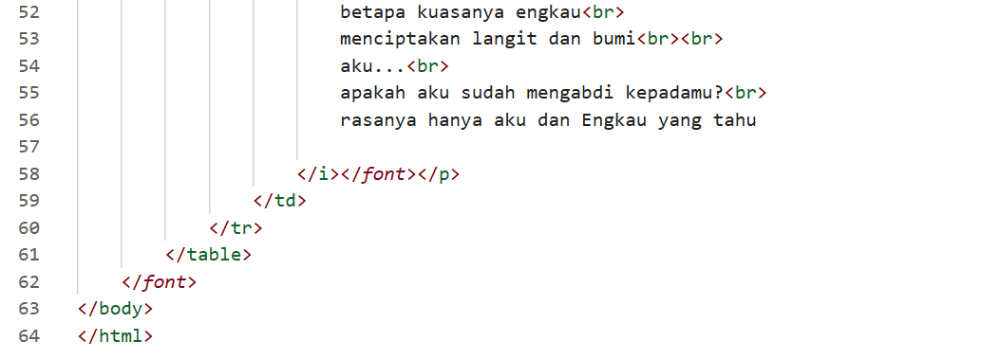 52 betapa kuasanya engkau<br>
53 menciptakan langit dan bumi<br><br>
54 aku...<br>
55 apakah aku sudah mengabdi kepadamu?<br>
56 rasanya hanya aku dan Engkau yang tahu
57
58 </i></font></p>
59 </td>
60 </tr>
61 </table>
62 </font>
63 </body>
64 </html>